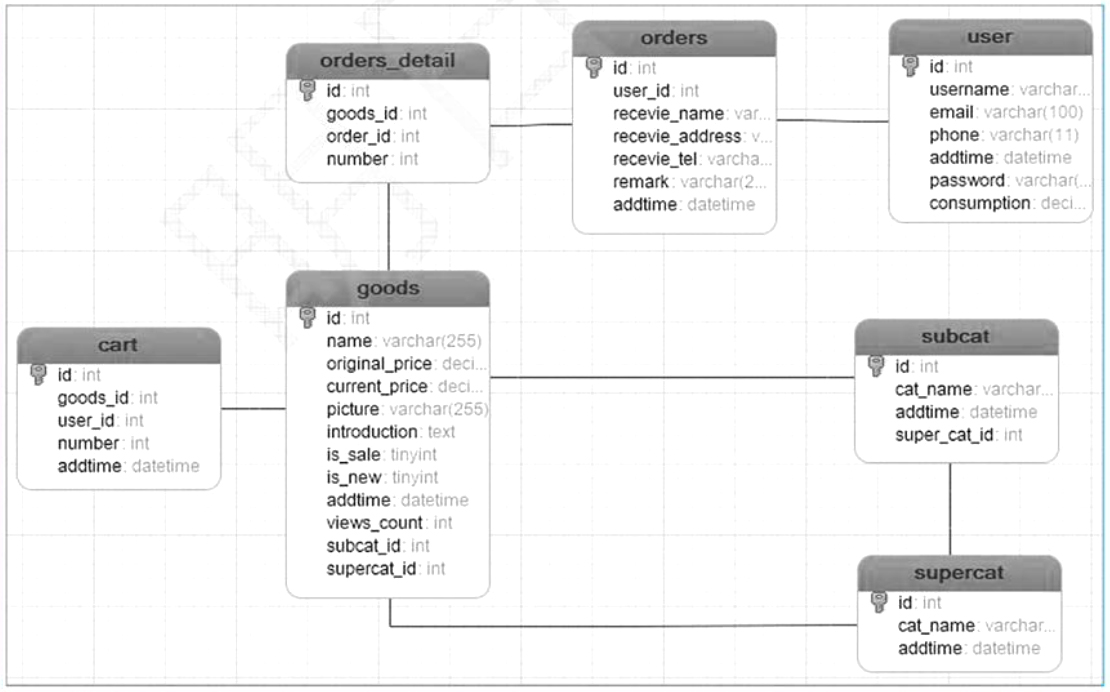 orders_detail
id: int
goods_id: int
order_id: int
number: int
orders
id: int
user_id: int
recevie_name: var...
recevie_address: v...
recevie_tel: varcha...
remark: varchar(2...
addtime: datetime
user
id: int
username: varchar...
email: varchar(100)
phone: varchar(11)
addtime: datetime
password: varchar(...
consumption: deci...
cart
id: int
goods_id: int
user_id: int
number: int
addtime: datetime
goods
id: int
name: varchar(255)
original_price: deci...
current_price: deci...
picture: varchar(255)
introduction: text
is_sale: tinyint
is_new: tinyint
addtime: datetime
views_count: int
subcat_id: int
supercat_id: int
subcat
id: int
cat_name: varchar...
addtime: datetime
super_cat_id: int
supercat
id: int
cat_name: varchar...
addtime: datetime